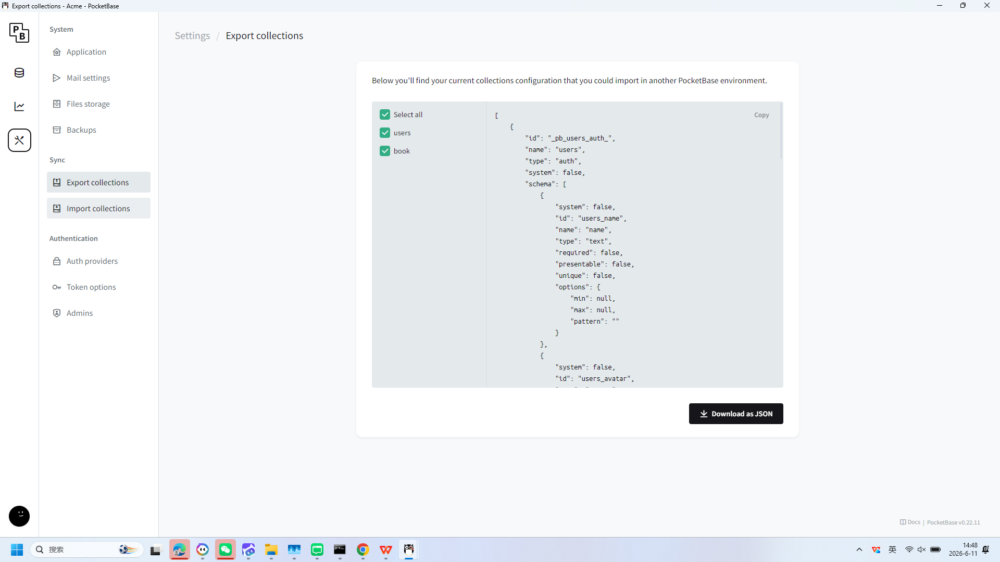 Export collections - Acme - PocketBase
P
B
System
Application
Mail settings
Files storage
Backups
Sync
Export collections
Import collections
Authentication
Auth providers
Token options
Admins
Settings / Export collections
Below you'll find your current collections configuration that you could import in another PocketBase environment.
Select all
users
book
Copy
[
{
"id": "_pb_users_auth_",
"name": "users",
"type": "auth",
"system": false,
"schema": [
{
"system": false,
"id": "users_name",
"name": "name",
"type": "text",
"required": false,
"presentable": false,
"unique": false,
"options": {
"min": null,
"max": null,
"pattern": ""
}
},
{
"system": false,
"id": "users_avatar",
Download as JSON
Docs | PocketBase v0.22.11
搜索
英
14:48
2026-6-11